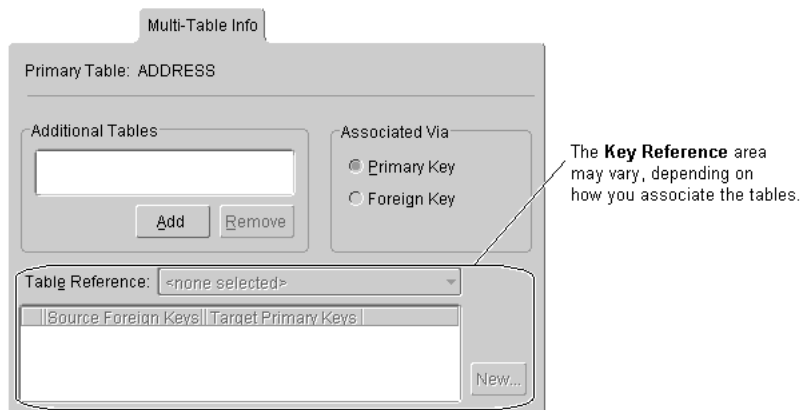 Multi-Table Info
Primary Table: ADDRESS
Additional Tables
Add
Remove
Associated Via
Primary Key
Foreign Key
The Key Reference area
may vary, depending on
how you associate the tables.
Table Reference:
<none selected>
Source Foreign Keys
Target Primary Keys
New...